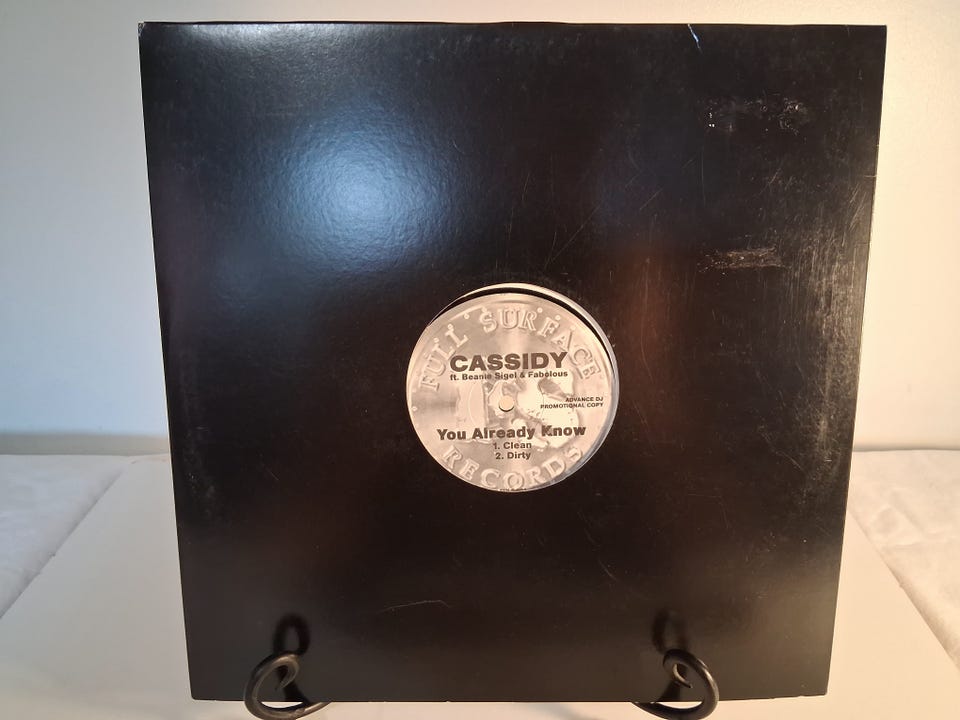 FULL SURFACE
CASSIDY
ft. Beanie Sigel & Fabolous
ADVANCE DJ
PROMOTIONAL COPY
You Already Know
1. Clean
2. Dirty
RECORDS